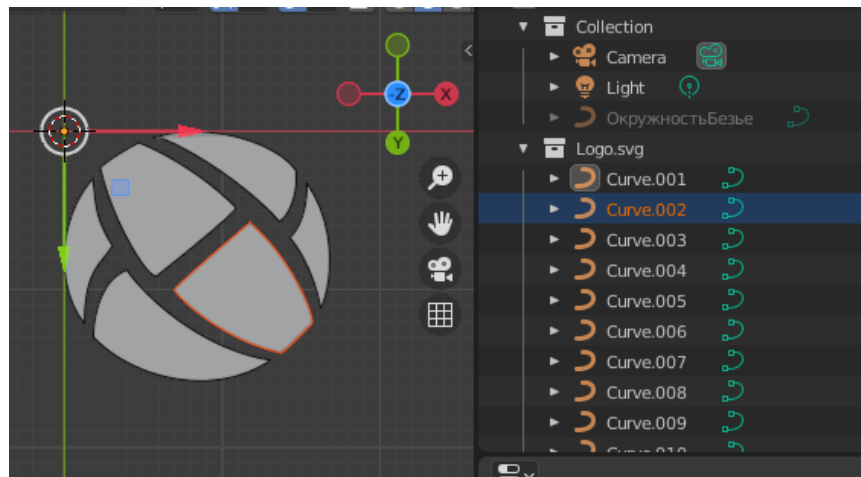 Collection
Camera
Light
ОкружностьБезье
Logo.svg
Curve.001
Curve.002
Curve.003
Curve.004
Curve.005
Curve.006
Curve.007
Curve.008
Curve.009
-Z
X
Y